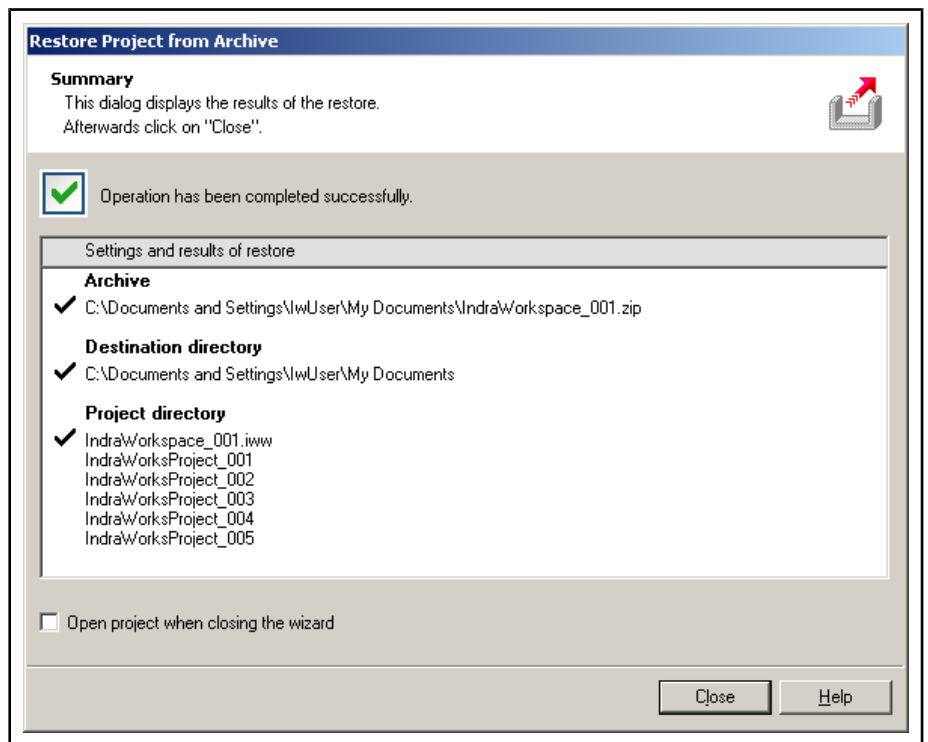 Restore Project from Archive
Summary
This dialog displays the results of the restore.
Afterwards click on "Close".
Operation has been completed successfully.
Settings and results of restore
Archive
C:\Documents and Settings\IwUser\My Documents\IndraWorkspace_001.zip
Destination directory
C:\Documents and Settings\IwUser\My Documents
Project directory
IndraWorkspace_001.iww
IndraWorksProject_001
IndraWorksProject_002
IndraWorksProject_003
IndraWorksProject_004
IndraWorksProject_005
Open project when closing the wizard
Close Help